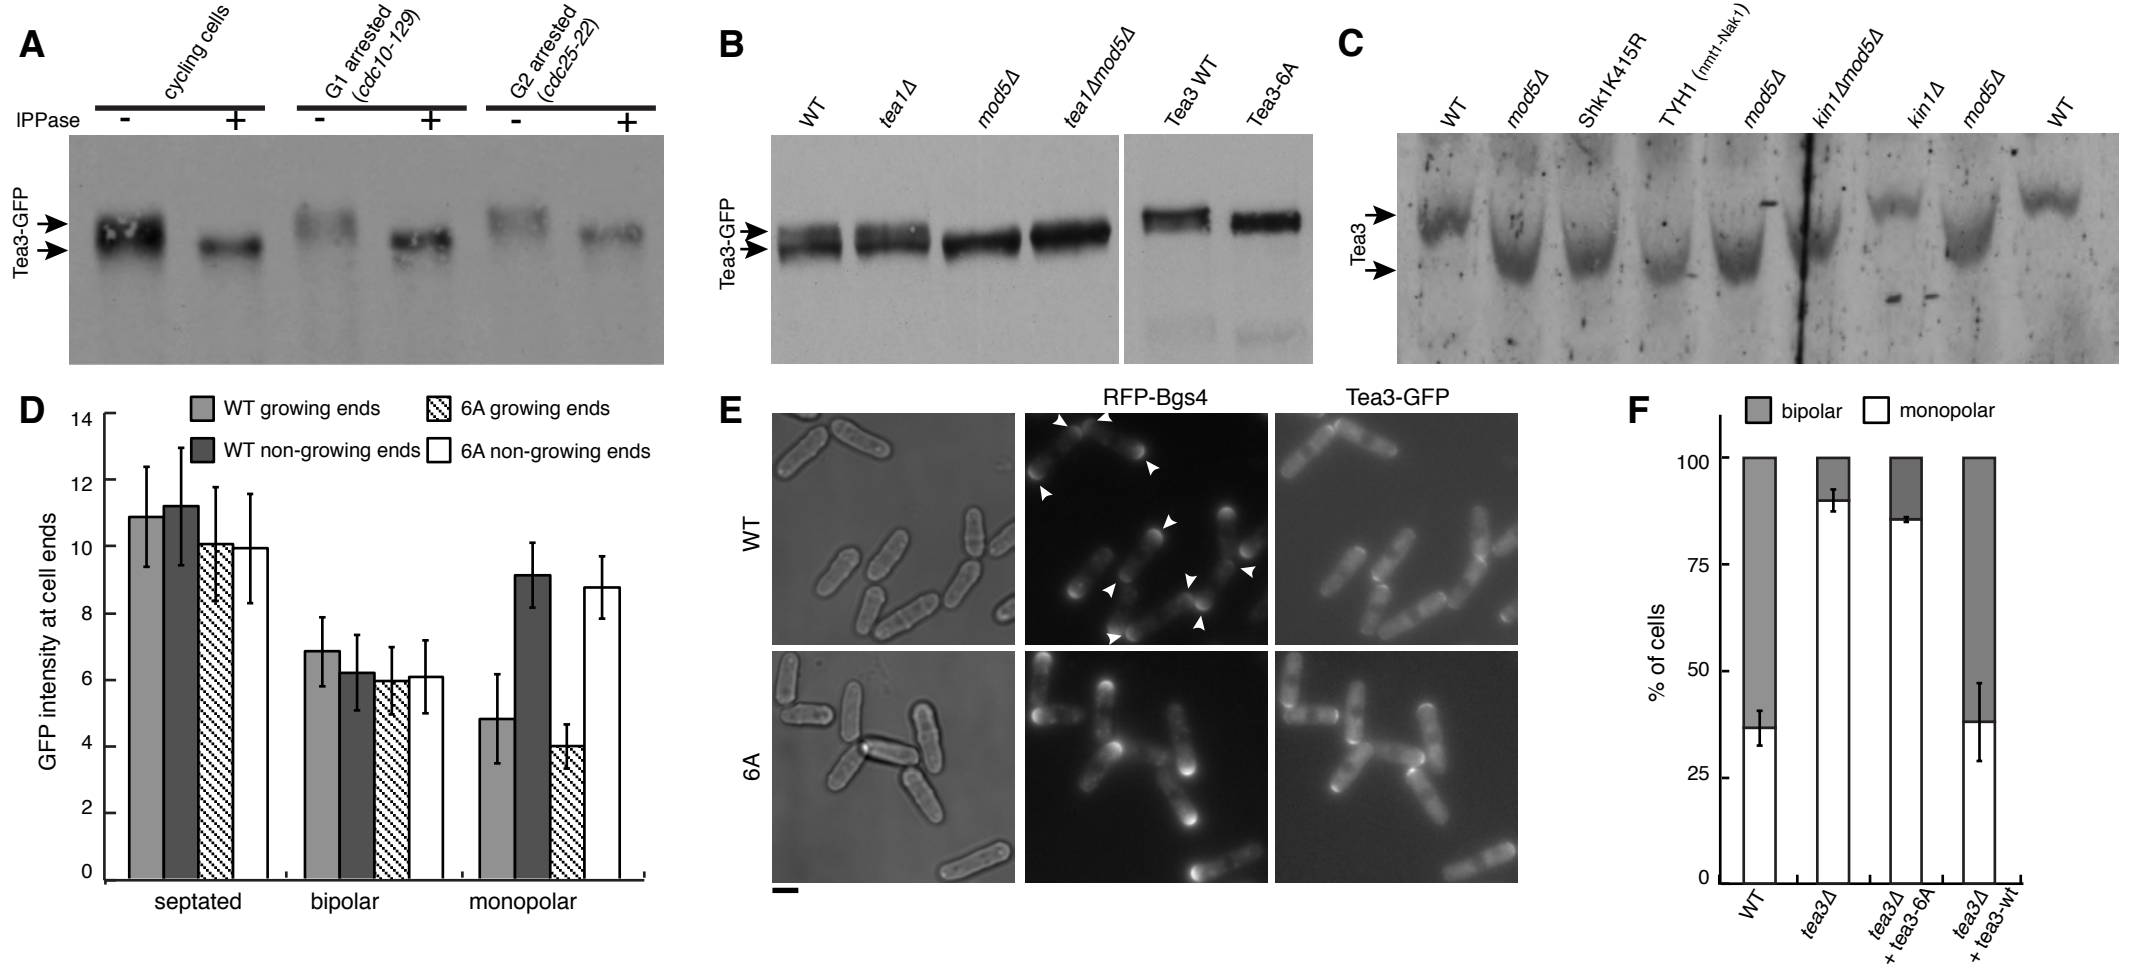 A
cycling cells
G1 arrested
(cdc10-129)
G2 arrested
(cdc25-22)
IPPase
- + - + - +
Tea3-GFP
B
WT
tea1Δ
mod5Δ
tea1Δmod5Δ
Tea3 WT
Tea3-6A
Tea3-GFP
C
WT
mod5Δ
Shk1K415R
TYH1 (nmt1-Nak1)
mod5Δ
kin1Δmod5Δ
kin1Δ
mod5Δ
WT
Tea3
D
WT growing ends
6A growing ends
WT non-growing ends
6A non-growing ends
GFP intensity at cell ends
14
12
10
8
6
4
2
0
septated
bipolar
monopolar
E
RFP-Bgs4
Tea3-GFP
WT
6A
F
bipolar
monopolar
% of cells
100
75
50
25
0
WT
tea3Δ
tea3Δ
+ tea3-6A
tea3Δ
+ tea3-wt